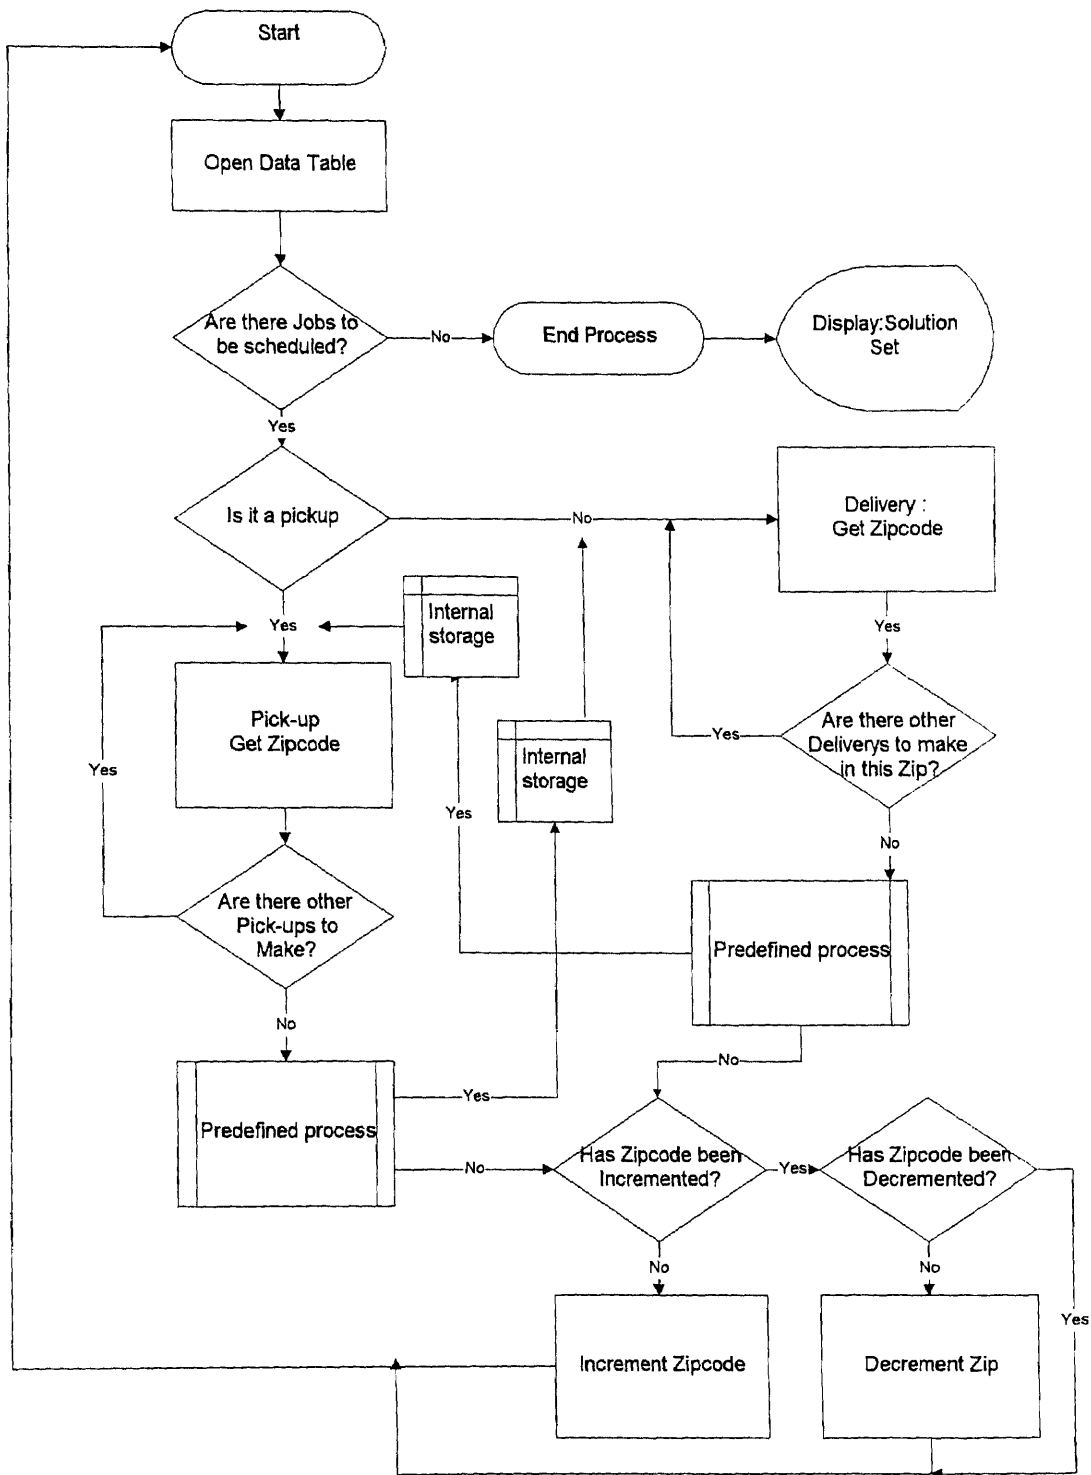 Start
Open Data Table
Are there Jobs to
be scheduled?
No
End Process
Display:Solution
Set
Yes
Is it a pickup
No
Delivery :
Get Zipcode
Internal
storage
Yes
Yes
Pick-up
Get Zipcode
Yes
Internal
storage
Yes
Are there other
Deliverys to make
in this Zip?
Yes
No
Are there other
Pick-ups to
Make?
Predefined process
No
No
Predefined process
Yes
No
Has Zipcode been
Incremented?
Yes
Has Zipcode been
Decremented?
No
No
Yes
Increment Zipcode
Decrement Zip